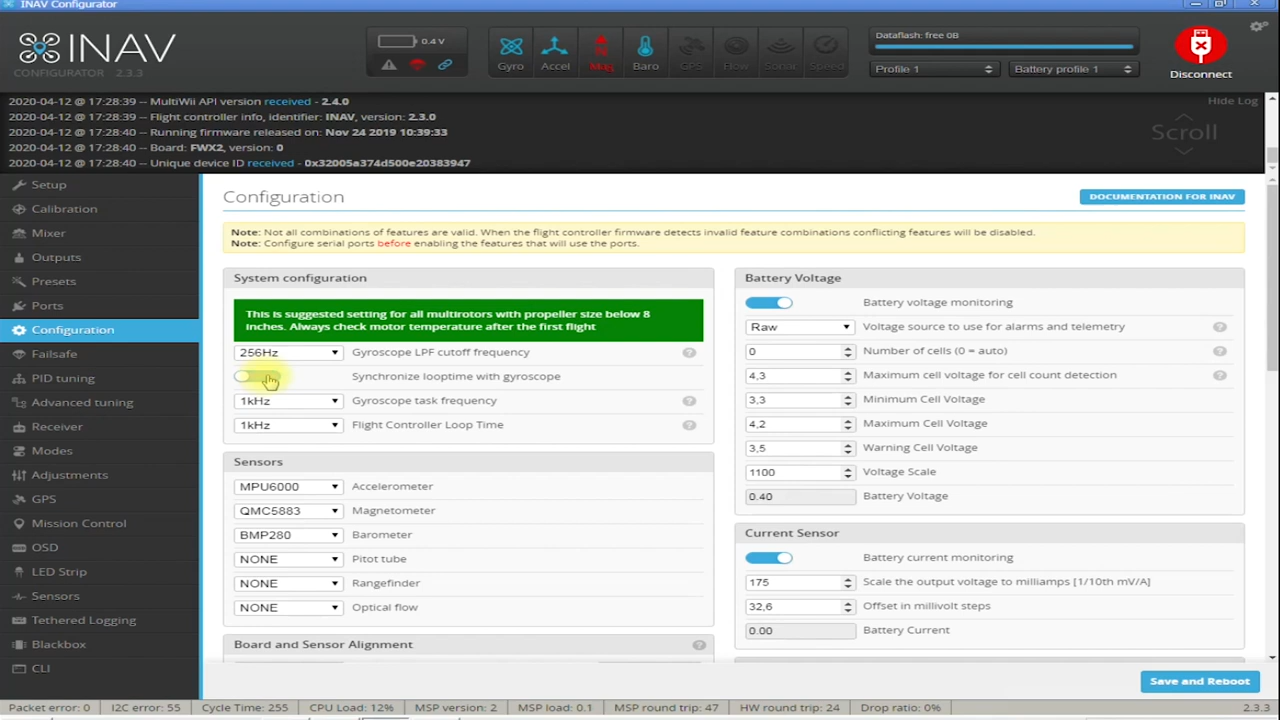 INAV Configurator
INAV
CONFIGURATOR 2.3.3
0.4 V
Gyro
Accel
Mag
Baro
GPS
Flow
Sonar
Speed
Dataflash: free 0B
Profile 1
Battery profile 1
Disconnect
2020-04-12 @ 17:28:39 -- MultiWii API version received - 2.4.0
2020-04-12 @ 17:28:39 -- Flight controller info, identifier: INAV, version: 2.3.0
2020-04-12 @ 17:28:40 -- Running firmware released on: Nov 24 2019 10:39:33
2020-04-12 @ 17:28:40 -- Board: FWX2, version: 0
2020-04-12 @ 17:28:40 -- Unique device ID received - 0x32005a374d500e20383947
Hide Log
Scroll
Setup
Calibration
Mixer
Outputs
Presets
Ports
Configuration
Failsafe
PID tuning
Advanced tuning
Receiver
Modes
Adjustments
GPS
Mission Control
OSD
LED Strip
Sensors
Tethered Logging
Blackbox
CLI
Configuration
DOCUMENTATION FOR INAV
Note: Not all combinations of features are valid. When the flight controller firmware detects invalid feature combinations conflicting features will be disabled.
Note: Configure serial ports before enabling the features that will use the ports.
System configuration
This is suggested setting for all multirotors with propeller size below 8
inches. Always check motor temperature after the first flight
256Hz Gyroscope LPF cutoff frequency
Synchronize looptime with gyroscope
1kHz Gyroscope task frequency
1kHz Flight Controller Loop Time
Sensors
MPU6000 Accelerometer
QMC5883 Magnetometer
BMP280 Barometer
NONE Pitot tube
NONE Rangefinder
NONE Optical flow
Board and Sensor Alignment
Battery Voltage
Battery voltage monitoring
Raw Voltage source to use for alarms and telemetry
0 Number of cells (0 = auto)
4,3 Maximum cell voltage for cell count detection
3,3 Minimum Cell Voltage
4,2 Maximum Cell Voltage
3,5 Warning Cell Voltage
1100 Voltage Scale
0.40 Battery Voltage
Current Sensor
Battery current monitoring
175 Scale the output voltage to milliamps [1/10th mV/A]
32,6 Offset in millivolt steps
0.00 Battery Current
Save and Reboot
Packet error: 0
I2C error: 55
Cycle Time: 255
CPU Load: 12%
MSP version: 2
MSP load: 0.1
MSP round trip: 47
HW round trip: 24
Drop ratio: 0%
2.3.3